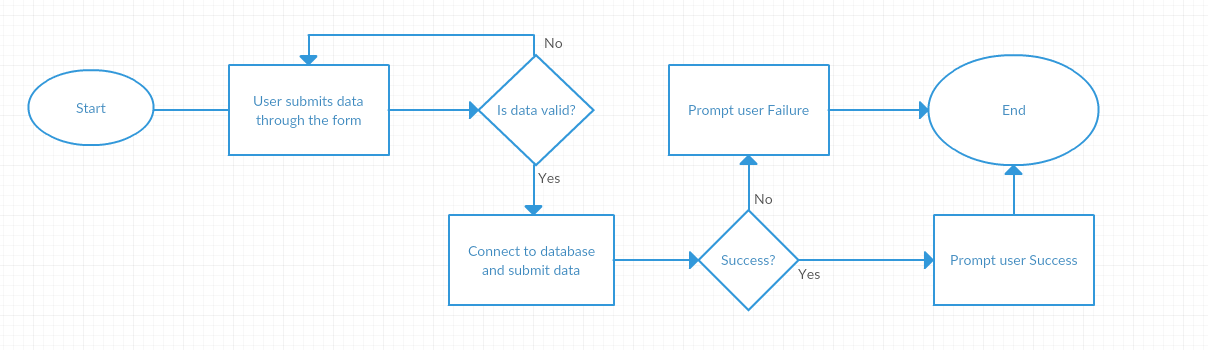 Start
User submits data
through the form
No
Is data valid?
Yes
Connect to database
and submit data
Success?
No
Prompt user Failure
Yes
Prompt user Success
End